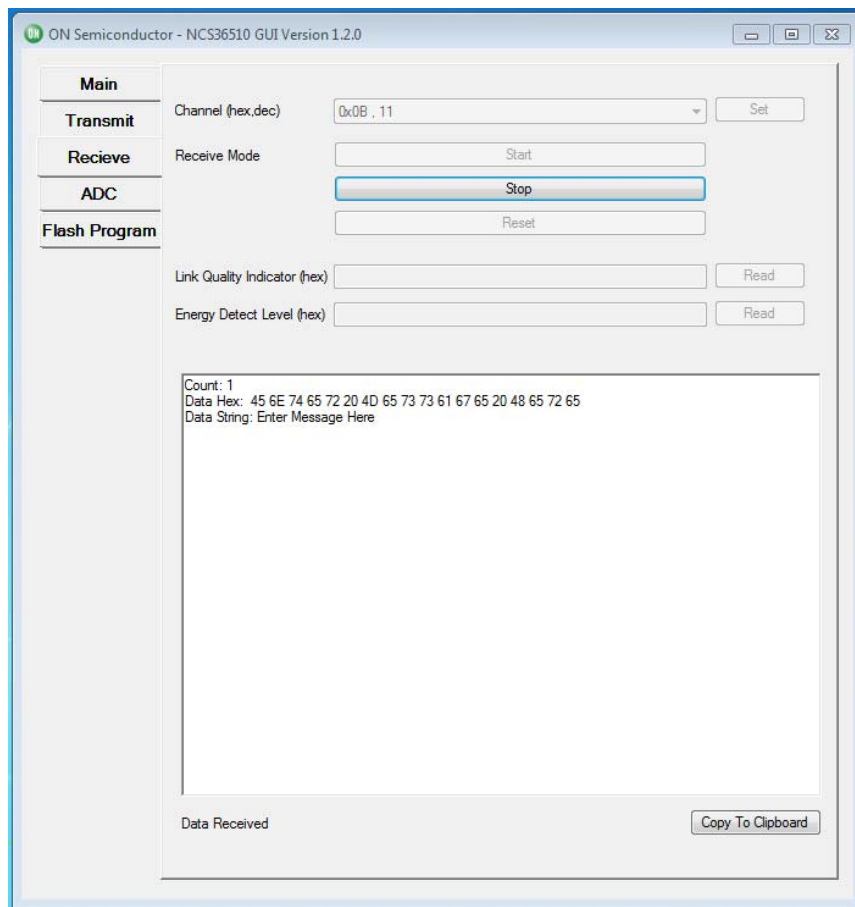 ON ON Semiconductor - NCS36510 GUI Version 1.2.0
Main
Transmit
Recieve
ADC
Flash Program
Channel (hex,dec) 0x0B , 11 Set
Receive Mode Start
Stop
Reset
Link Quality Indicator (hex) Read
Energy Detect Level (hex) Read
Count: 1
Data Hex: 45 6E 74 65 72 20 4D 65 73 73 61 67 65 20 48 65 72 65
Data String: Enter Message Here
Data Received Copy To Clipboard